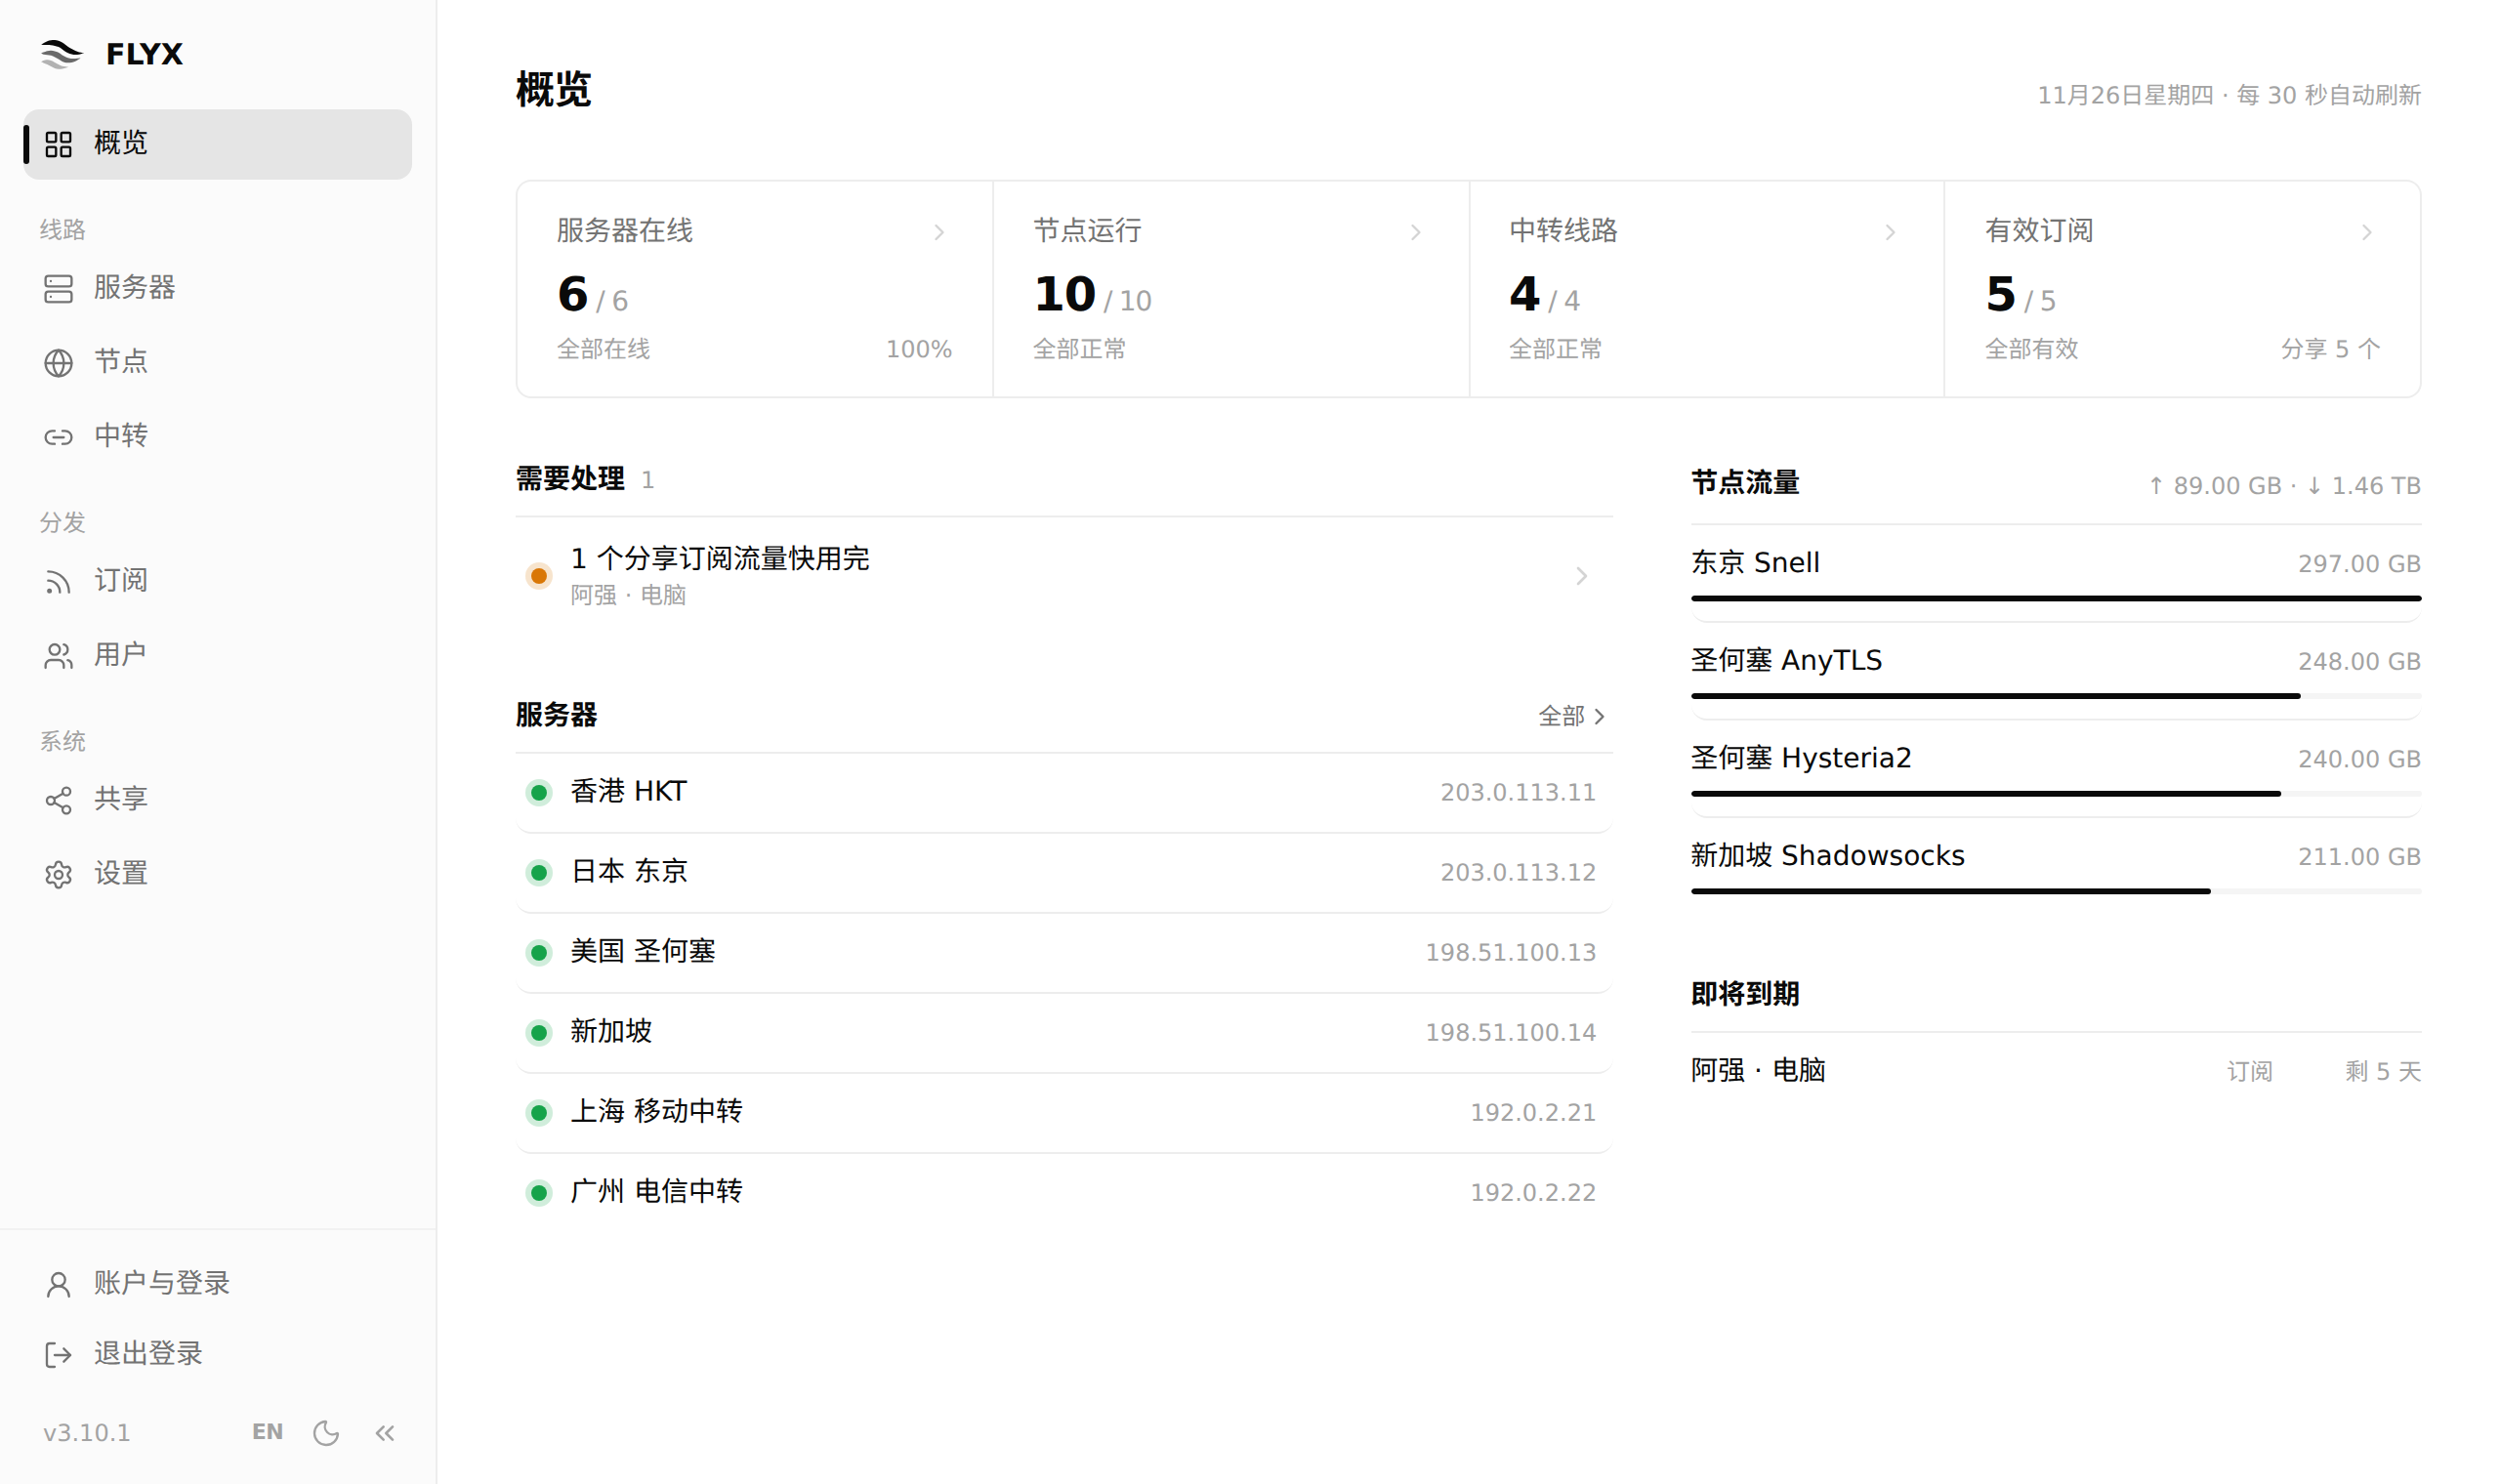 FLYX
概览
线路
服务器
节点
中转
分发
订阅
用户
系统
共享
设置
账户与登录
退出登录
v3.10.1 EN
概览
11月26日星期四 · 每 30 秒自动刷新
服务器在线
6 / 6
全部在线 100%
节点运行
10 / 10
全部正常
中转线路
4 / 4
全部正常
有效订阅
5 / 5
全部有效 分享 5 个
需要处理 1
1 个分享订阅流量快用完
阿强 · 电脑
服务器 全部
香港 HKT 203.0.113.11
日本 东京 203.0.113.12
美国 圣何塞 198.51.100.13
新加坡 198.51.100.14
上海 移动中转 192.0.2.21
广州 电信中转 192.0.2.22
节点流量 ↑ 89.00 GB · ↓ 1.46 TB
东京 Snell 297.00 GB
圣何塞 AnyTLS 248.00 GB
圣何塞 Hysteria2 240.00 GB
新加坡 Shadowsocks 211.00 GB
即将到期
阿强 · 电脑 订阅 剩 5 天